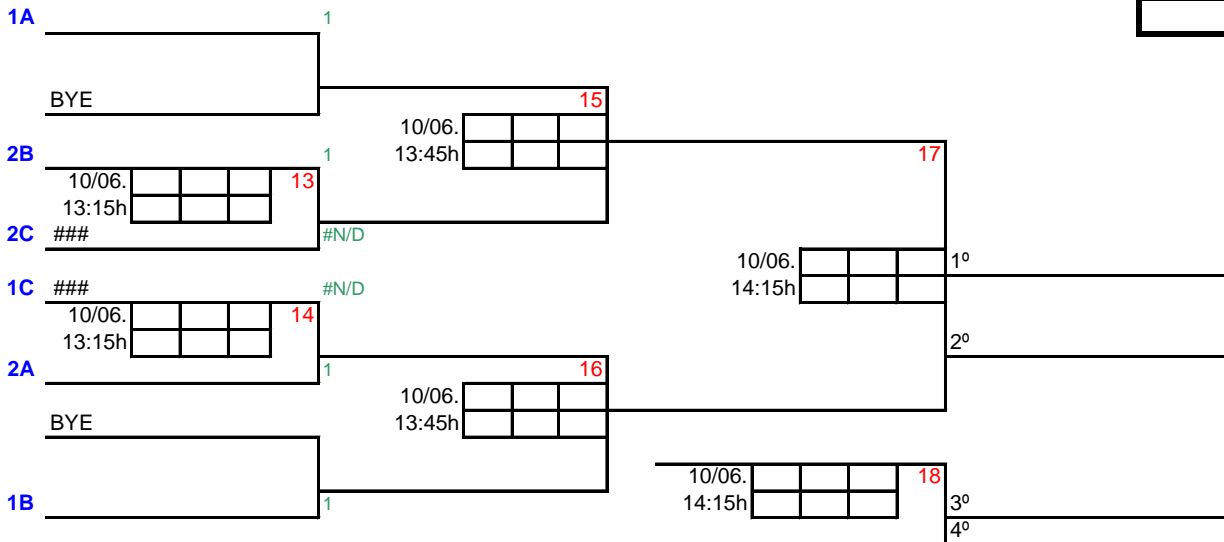 1A 1
BYE
15
10/06.
13:45h
2B 1
17
10/06. 13
13:15h
2C ### #N/D
10/06. 1º
14:15h
1C ### #N/D
10/06. 14
13:15h
2º
2A 1
16
10/06.
13:45h
BYE
10/06. 18
14:15h
1B 1
3º
4º